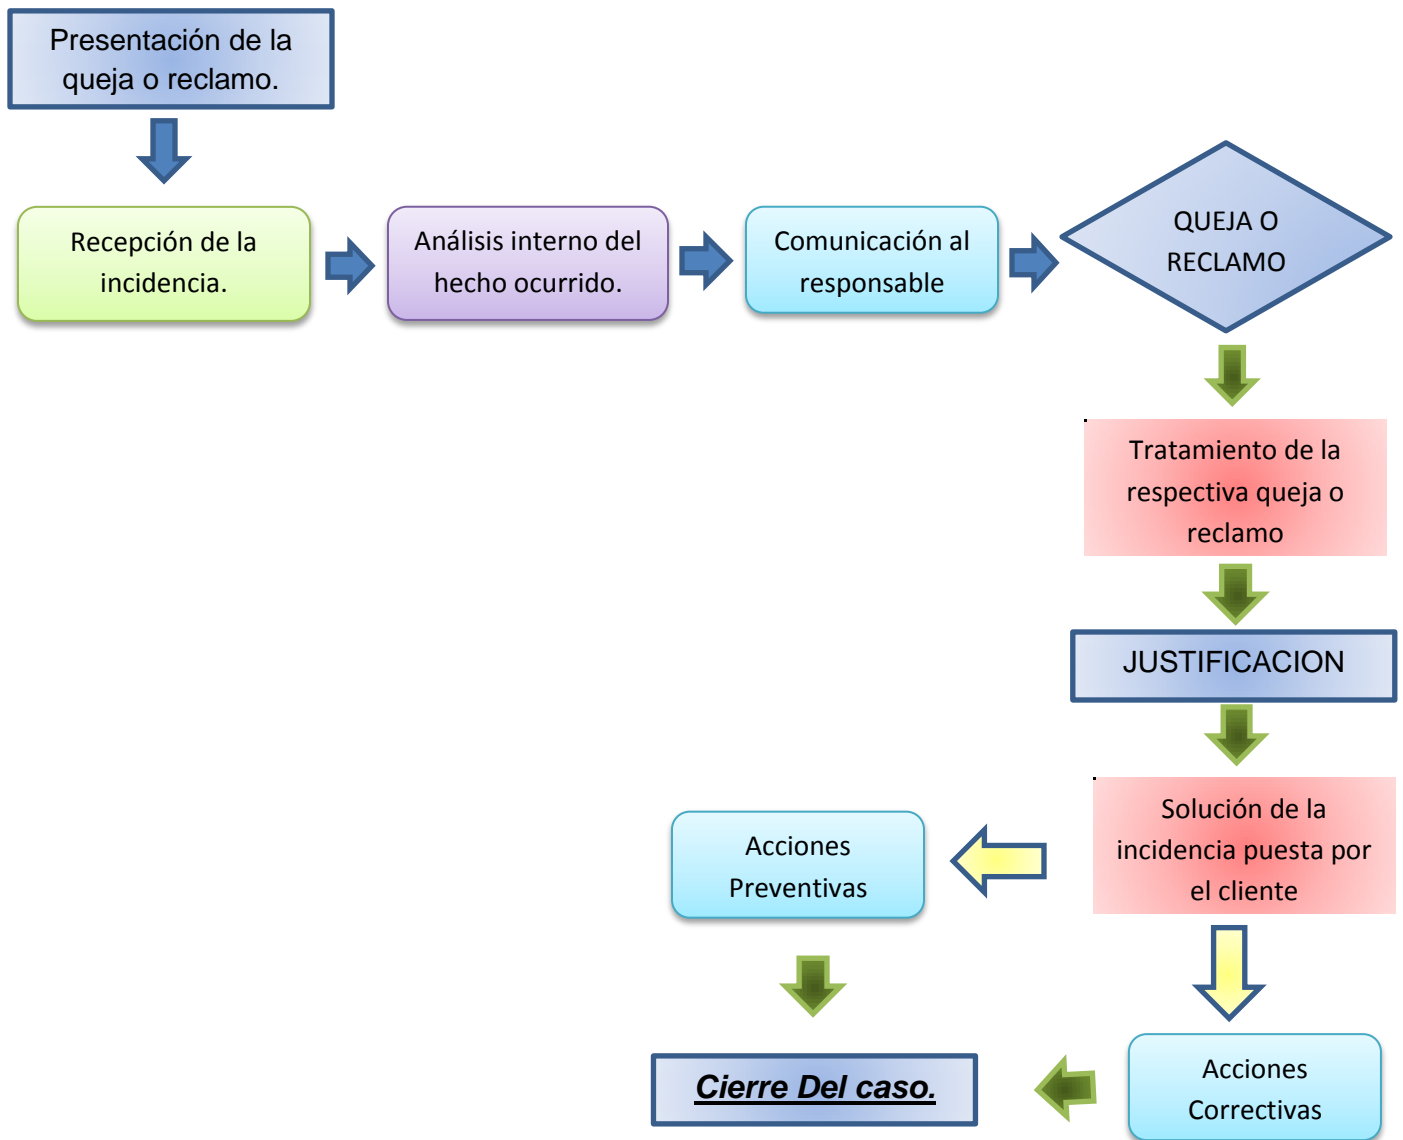 Presentación de la
queja o reclamo.
Recepción de la
incidencia.
Análisis interno del
hecho ocurrido.
Comunicación al
responsable
QUEJA O
RECLAMO
Tratamiento de la
respectiva queja o
reclamo
JUSTIFICACION
Solución de la
incidencia puesta por
el cliente
Acciones
Preventivas
Acciones
Correctivas
Cierre Del caso.